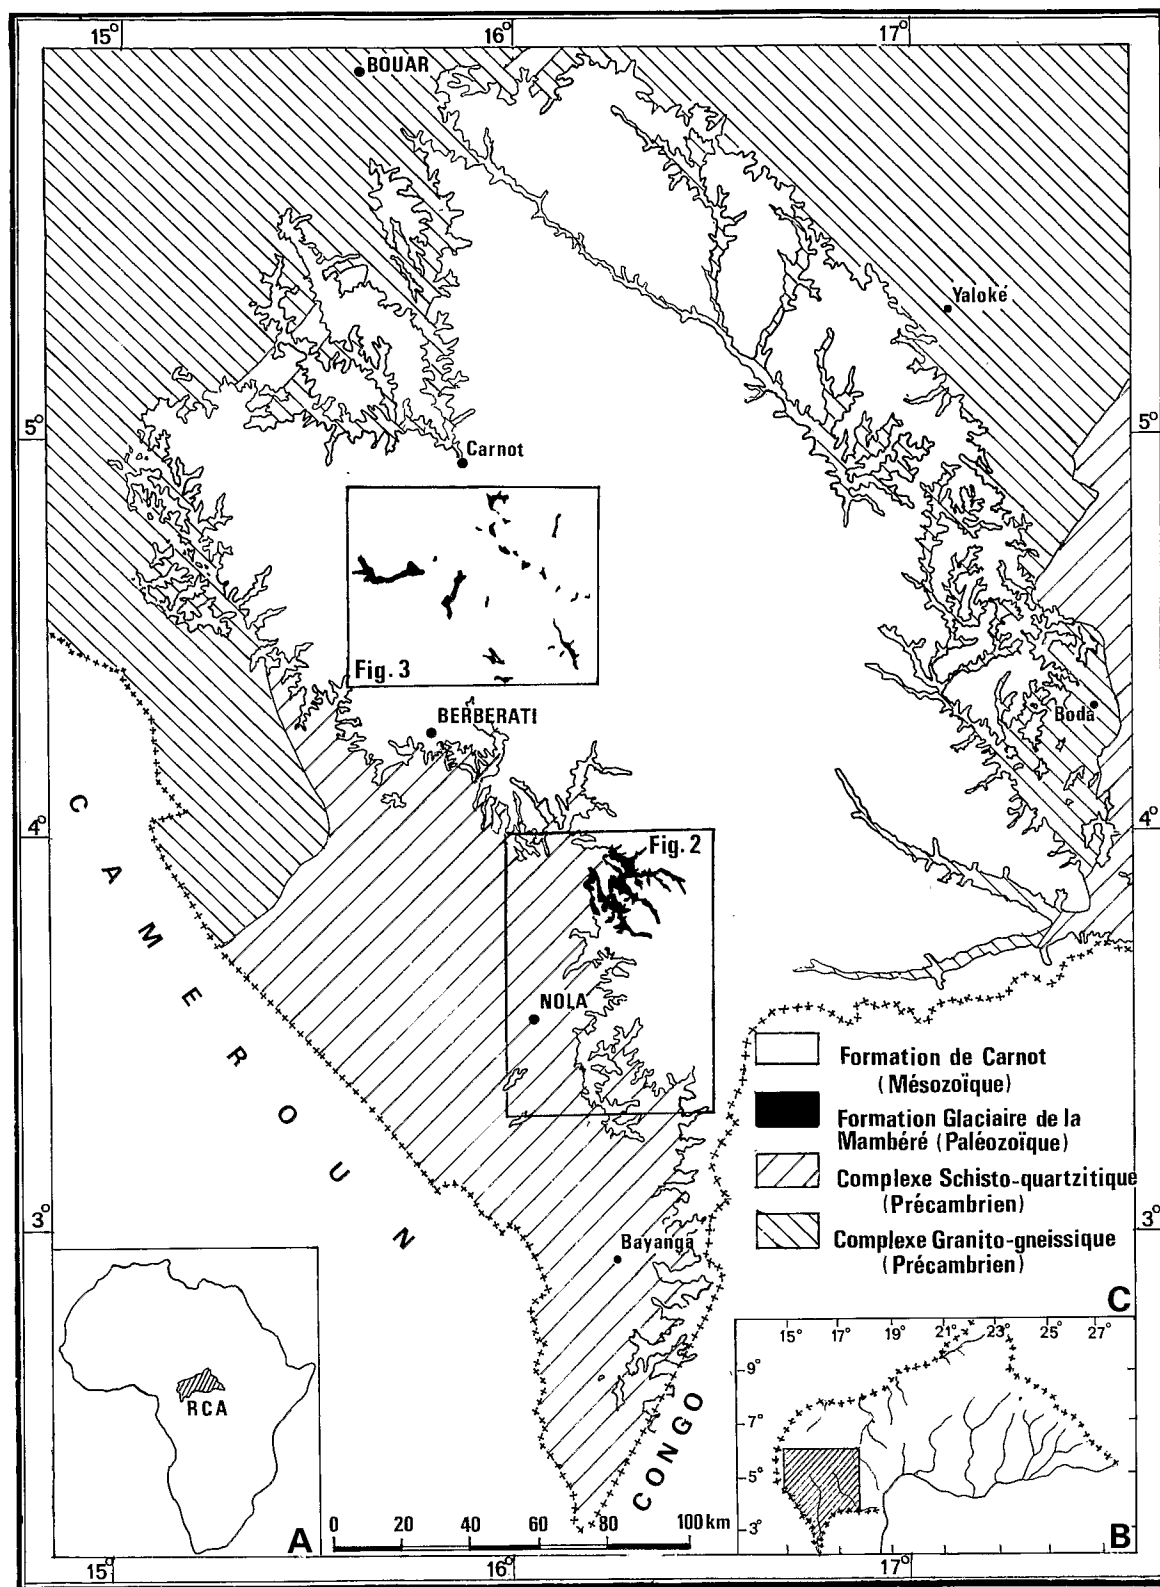 15° 16° 17°
BOUAR
Yaloké
5° 5°
Carnot
Fig. 3
BERBERATI
Boda
4° 4°
Fig. 2
NOLA
CAMEROUN
Formation de Carnot
(Mésozoïque)
Formation Glaciaire de la
Mambéré (Paléozoïque)
Complexe Schisto-quartzitique
(Précambrien)
3° 3°
Complexe Granito-gneissique
(Précambrien)
Bayanga
C
CONGO
RCA
A
15° 17° 19° 21° 23° 25° 27°
9°
7°
5°
3°
B
0 20 40 60 80 100 km
15° 16° 17°